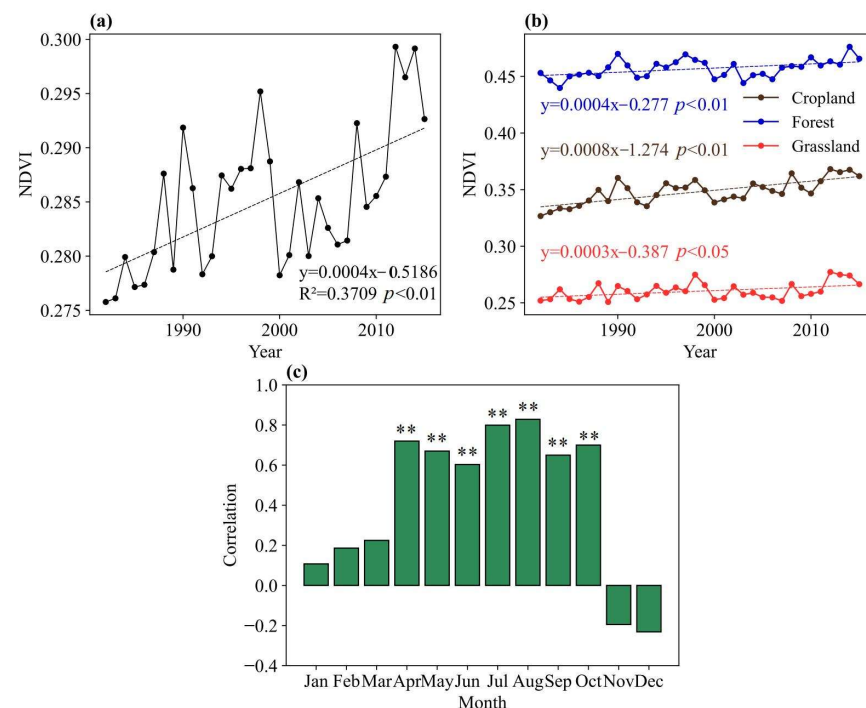 (a)
0.300
0.295
0.290
0.285
0.280
0.275
NDVI
y=0.0004x−0.5186
R²=0.3709 p<0.01
1990 2000 2010
Year
(b)
0.45
0.40
0.35
0.30
0.25
NDVI
y=0.0004x−0.277 p<0.01
Cropland
Forest
Grassland
y=0.0008x−1.274 p<0.01
y=0.0003x−0.387 p<0.05
1990 2000 2010
Year
(c)
1.0
0.8
0.6
0.4
0.2
0.0
−0.2
−0.4
Correlation
** ** ** ** ** ** **
Jan Feb Mar Apr May Jun Jul Aug Sep Oct Nov Dec
Month